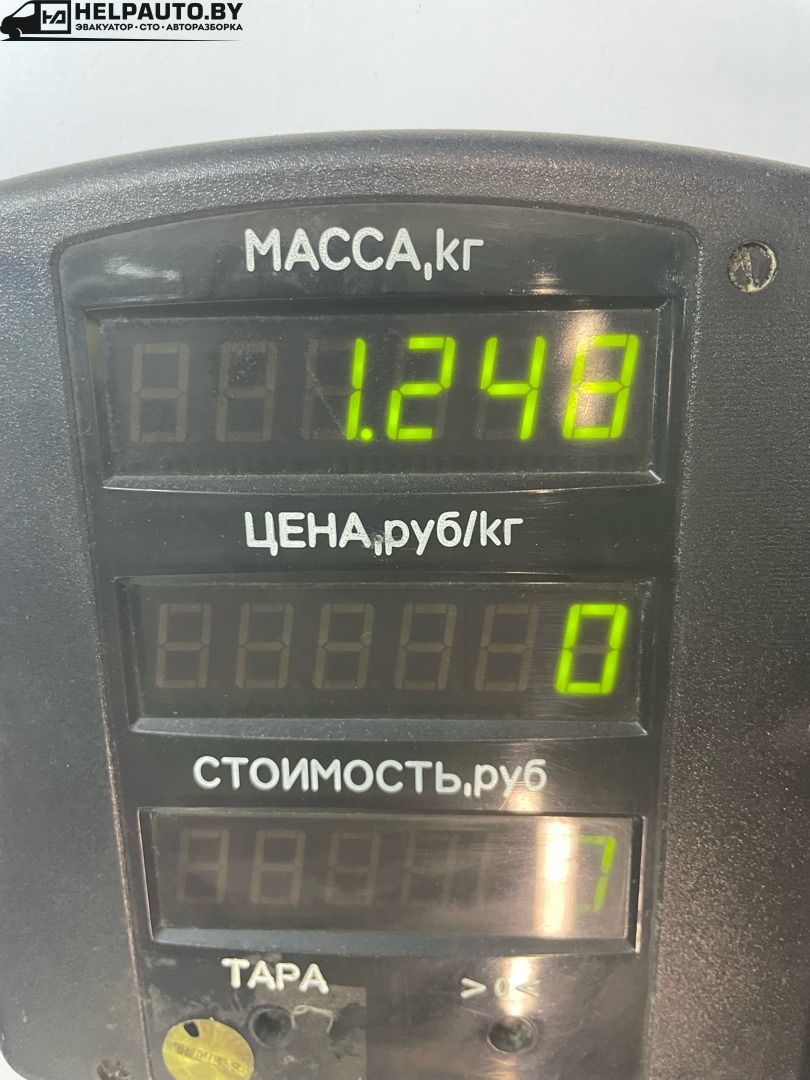 HELPAUTO.BY
ЭВАКУАТОР • СТО • АВТОРАЗБОРКА
МАССА,кг
1.248
ЦЕНА,руб/кг
0
СТОИМОСТЬ,руб
ТАРА
>0<